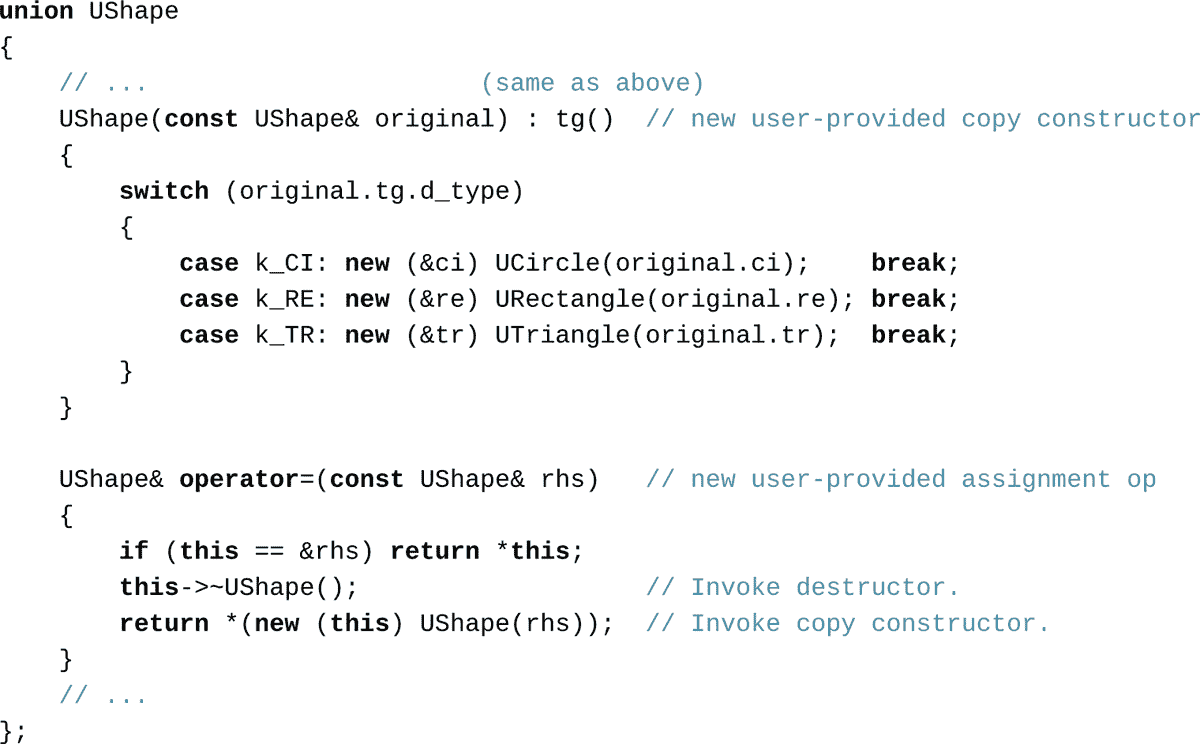 union UShape
{
    // ...                      (same as above)
    UShape(const UShape& original) : tg()  // new user-provided copy constructor
    {
        switch (original.tg.d_type)
        {
            case k_CI: new (&ci) UCircle(original.ci);    break;
            case k_RE: new (&re) URectangle(original.re); break;
            case k_TR: new (&tr) UTriangle(original.tr);  break;
        }
    }

    UShape& operator=(const UShape& rhs)   // new user-provided assignment op
    {
        if (this == &rhs) return *this;
        this->~UShape();                   // Invoke destructor.
        return *(new (this) UShape(rhs));  // Invoke copy constructor.
    }
    // ...
};